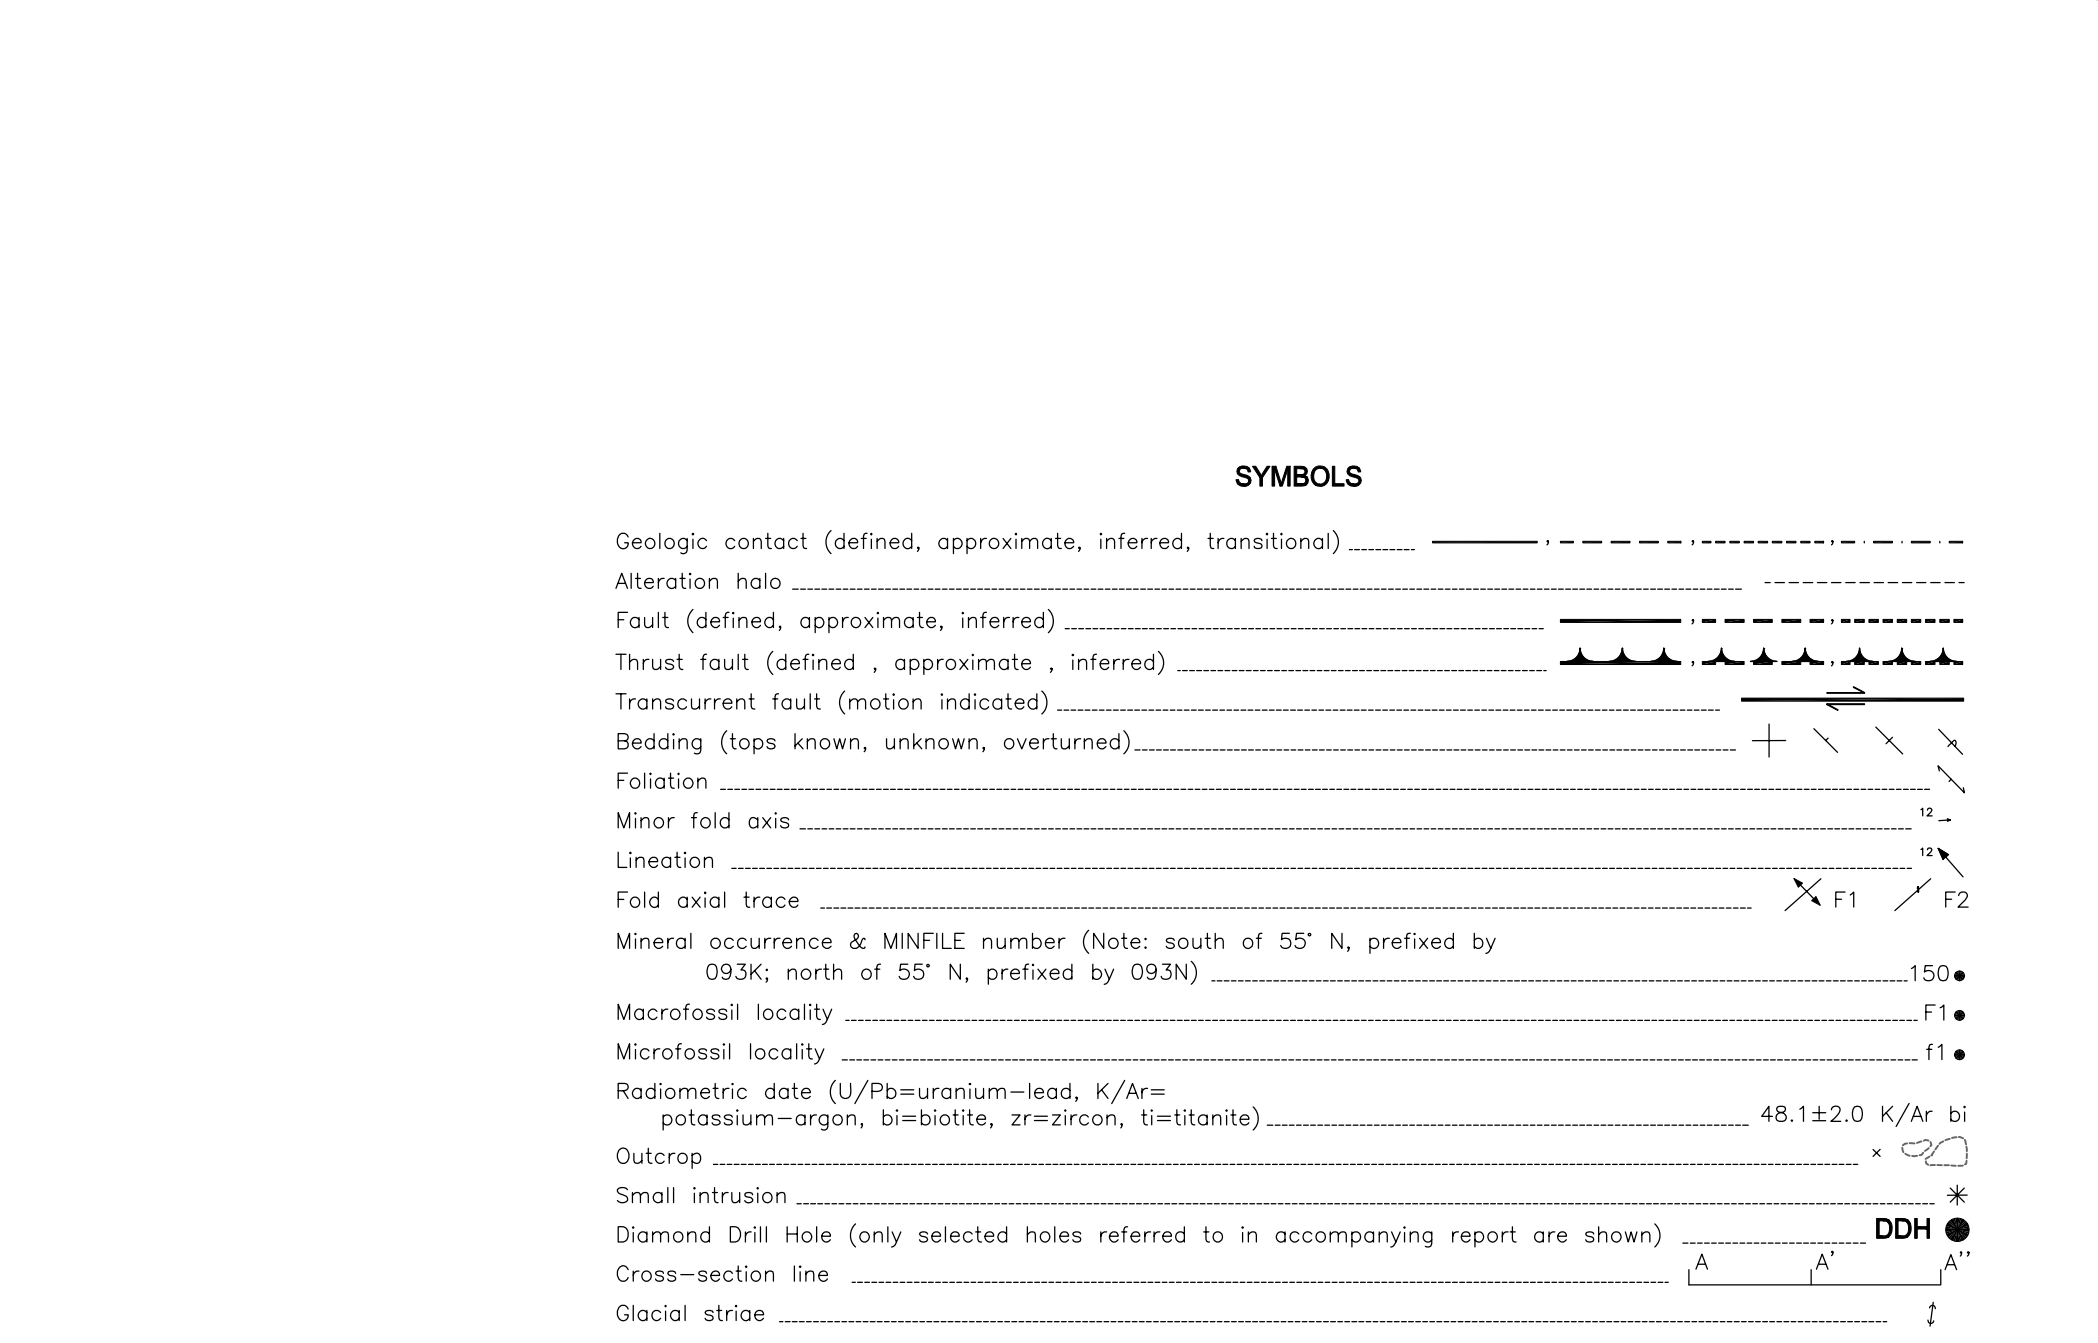 SYMBOLS
Geologic contact (defined, approximate, inferred, transitional) , , ,
Alteration halo
Fault (defined, approximate, inferred) , ,
Thrust fault (defined , approximate , inferred) , ,
Transcurrent fault (motion indicated)
Bedding (tops known, unknown, overturned)
Foliation
Minor fold axis 12
Lineation 12
Fold axial trace F1 F2
Mineral occurrence & MINFILE number (Note: south of 55° N, prefixed by
093K; north of 55° N, prefixed by 093N) 150
Macrofossil locality F1
Microfossil locality f1
Radiometric date (U/Pb=uranium-lead, K/Ar=
potassium-argon, bi=biotite, zr=zircon, ti=titanite) 48.1±2.0 K/Ar bi
Outcrop ×
Small intrusion
Diamond Drill Hole (only selected holes referred to in accompanying report are shown) DDH
Cross-section line A A' A''
Glacial striae